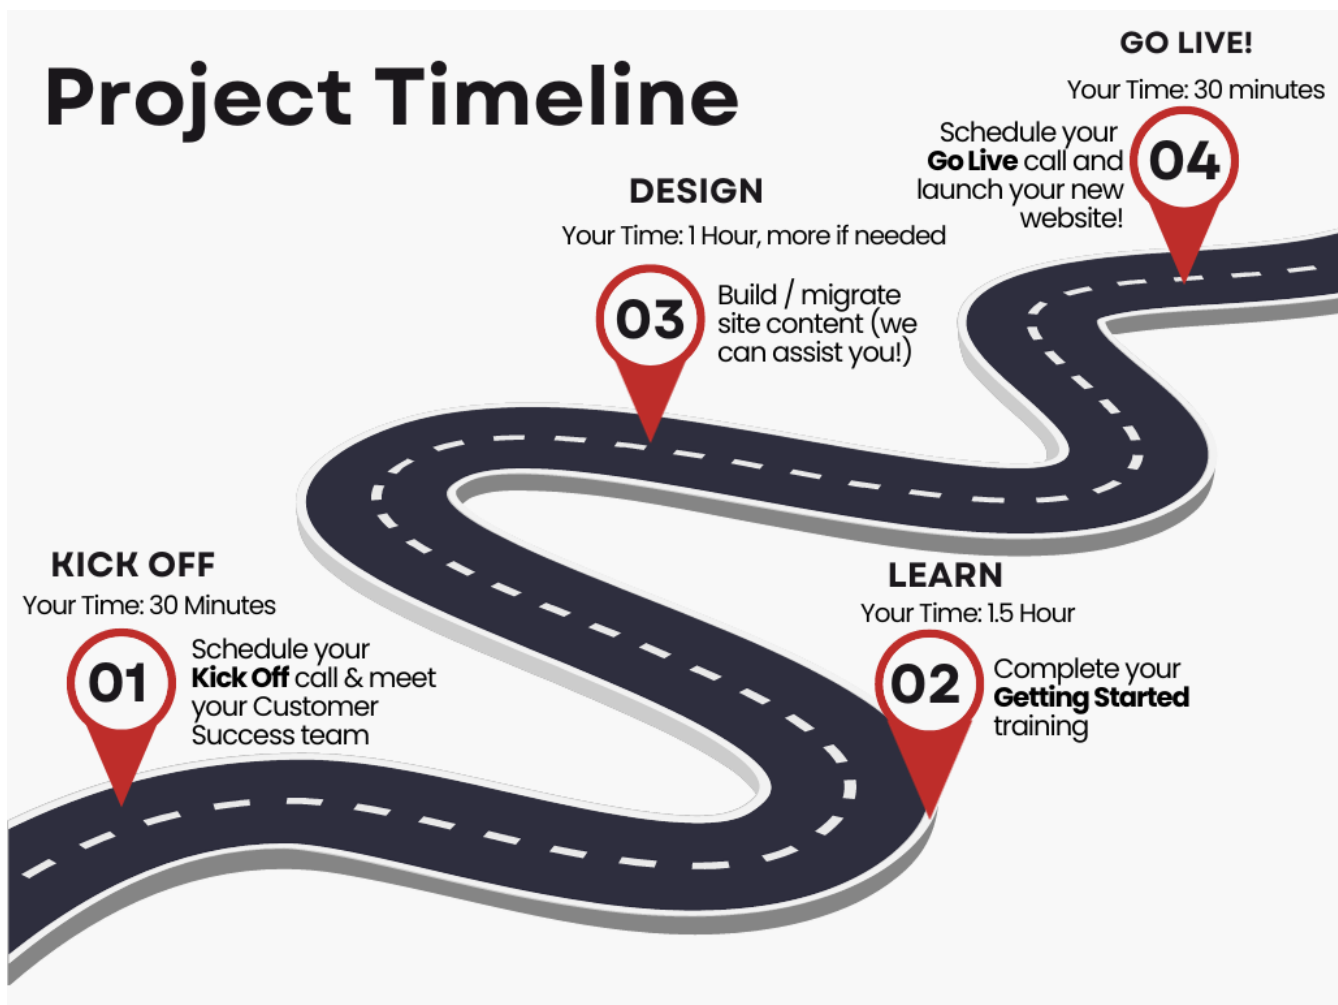 Project Timeline
KICK OFF
Your Time: 30 Minutes
01
Schedule your
Kick Off call & meet
your Customer
Success team
LEARN
Your Time: 1.5 Hour
02
Complete your
Getting Started
training
DESIGN
Your Time: 1 Hour, more if needed
03
Build / migrate
site content (we
can assist you!)
GO LIVE!
Your Time: 30 minutes
04
Schedule your
Go Live call and
launch your new
website!